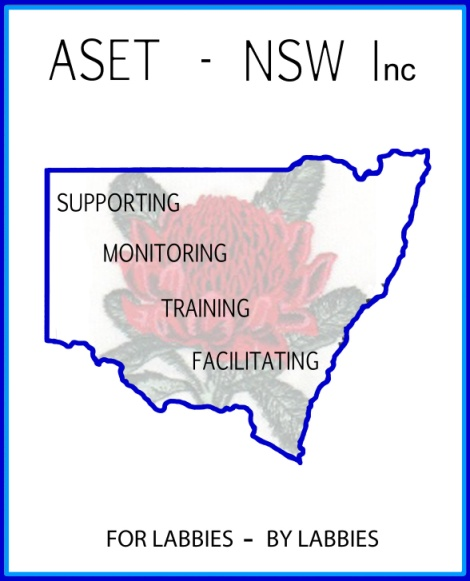 ASET - NSW Inc
SUPPORTING
MONITORING
TRAINING
FACILITATING
FOR LABBIES - BY LABBIES